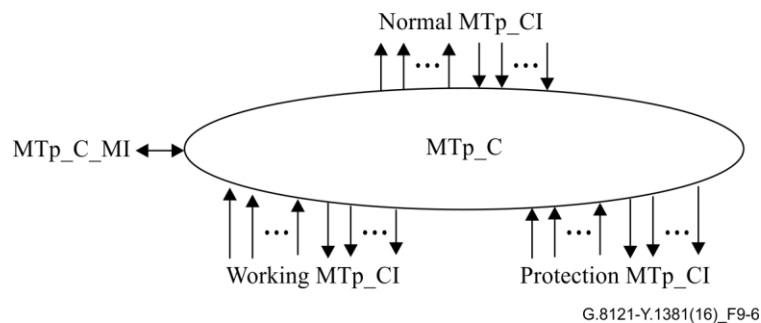 Normal MTp_CI
MTp_C_MI
MTp_C
Working MTp_CI
Protection MTp_CI
G.8121-Y.1381(16)_F9-6